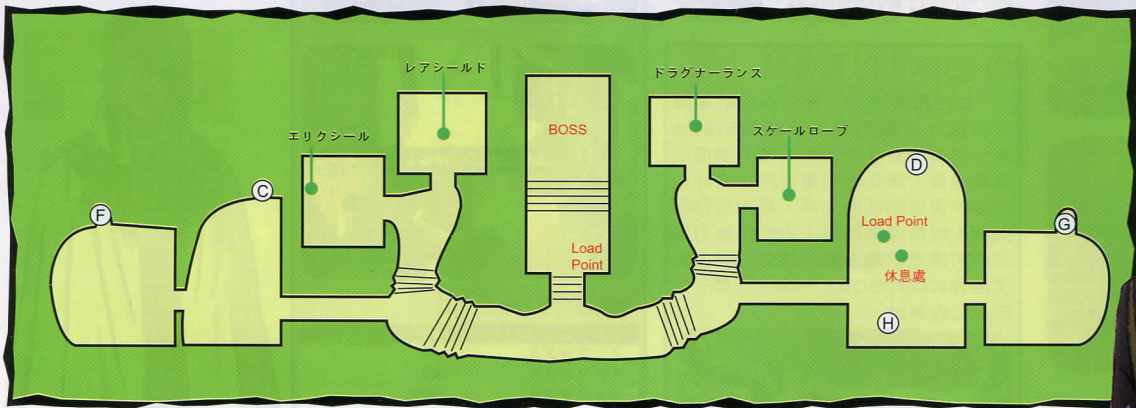 レアシールド
ドラグナーランス
エリクシール
BOSS
スケールローブ
C
D
F
Load Point
G
Load
Point
休息處
H